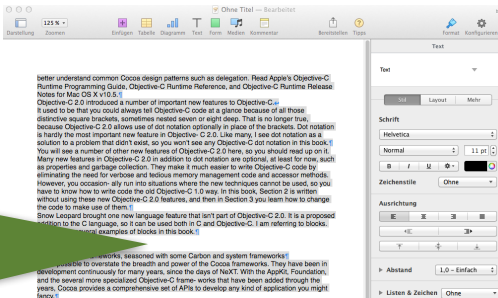 Ohne Titel — Bearbeitet
125 %
Darstellung Zoomen Einfügen Tabelle Diagramm Text Form Medien Kommentar Bereitstellen Tipps Format Konfigurieren
Text
Text
Stil Layout Mehr
Schrift
Helvetica
Normal 11 pt
B I U
Zeichenstile Ohne
Ausrichtung
Abstand 1,0 – Einfach
Listen & Zeichen Ohne
better understand common Cocoa design patterns such as delegation. Read Apple's Objective-C
Runtime Programming Guide, Objective-C Runtime Reference, and Objective-C Runtime Release
Notes for Mac OS X v10.5.¶
Objective-C 2.0 introduced a number of important new features to Objective-C.
It used to be that you could always tell Objective-C code at a glance because of all those
distinctive square brackets, sometimes nested seven or eight deep. That is no longer true,
because Objective-C 2.0 allows use of dot notation optionally in place of the brackets. Dot notation
is hardly the most important new feature in Objective-C 2.0. Like many, I see dot notation as a
solution to a problem that didn't exist, so you won't see any Objective-C dot notation in this book.¶
You will see a number of other new features of Objective-C 2.0 here, so you should read up on it.
Many new features in Objective-C 2.0 in addition to dot notation are optional, at least for now, such
as properties and garbage collection. They make it much easier to write Objective-C code by
eliminating the need for verbose and tedious memory management code and accessor methods.
However, you occasion- ally run into situations where the new techniques cannot be used, so you
have to know how to write code the old Objective-C 1.0 way. In this book, Section 2 is written
without using these new Objective-C 2.0 features, and then in Section 3 you learn how to change
the code to make use of them.¶
Snow Leopard brought one new language feature that isn't part of Objective-C 2.0. It is a proposed
addition to the C language, so it can be used both in C and Objective-C. I am referring to blocks.
several examples of blocks in this book.¶
frameworks, seasoned with some Carbon and system frameworks¶
possible to overstate the breadth and power of the Cocoa frameworks. They have been in
development continuously for many years, since the days of NeXT. With the AppKit, Foundation,
and the several more specialized Objective-C frame- works that have been added through the
years, Cocoa provides a comprehensive set of APIs to develop any kind of application you might
fancy.¶